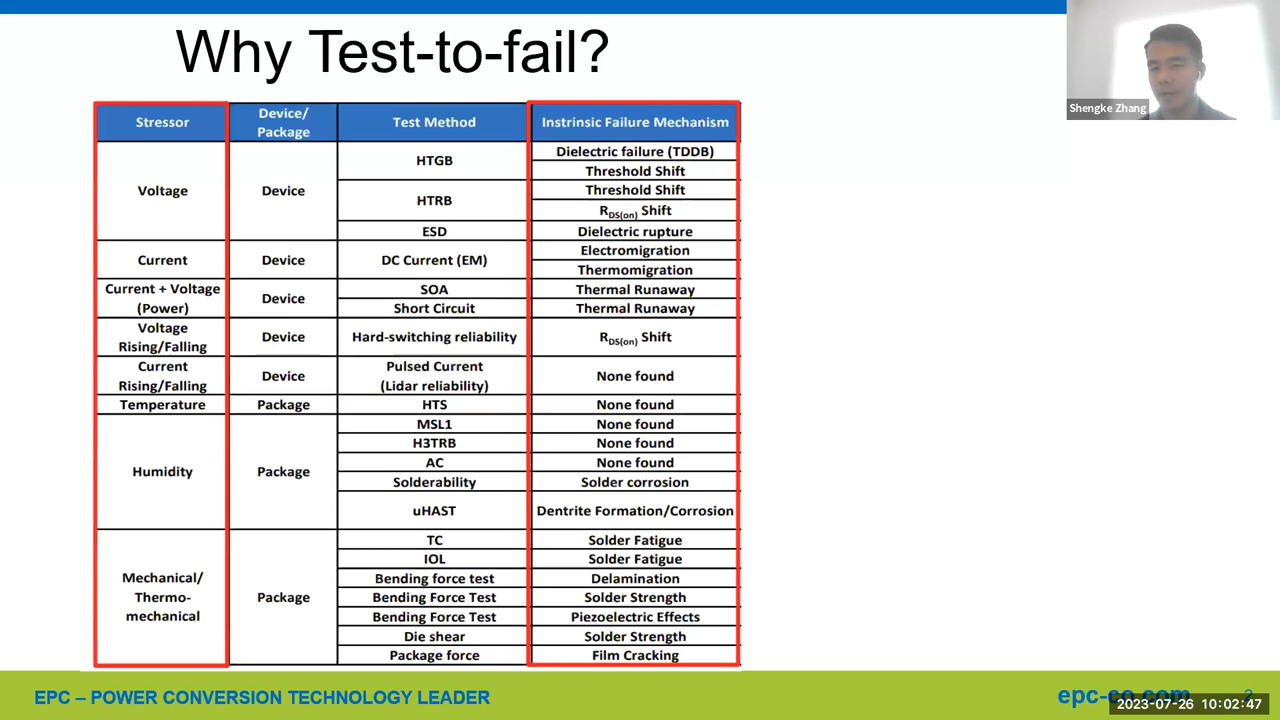 Why Test-to-fail?
Shengke Zhang
Stressor
Device/
Package
Test Method
Instrinsic Failure Mechanism
Voltage
Device
HTGB
Dielectric failure (TDDB)
Threshold Shift
HTRB
Threshold Shift
RDS(on) Shift
ESD
Dielectric rupture
Current
Device
DC Current (EM)
Electromigration
Thermomigration
Current + Voltage
(Power)
Device
SOA
Thermal Runaway
Short Circuit
Thermal Runaway
Voltage
Rising/Falling
Device
Hard-switching reliability
RDS(on) Shift
Current
Rising/Falling
Device
Pulsed Current
(Lidar reliability)
None found
Temperature
Package
HTS
None found
Humidity
Package
MSL1
None found
H3TRB
None found
AC
None found
Solderability
Solder corrosion
uHAST
Dentrite Formation/Corrosion
Mechanical/
Thermo-
mechanical
Package
TC
Solder Fatigue
IOL
Solder Fatigue
Bending force test
Delamination
Bending Force Test
Solder Strength
Bending Force Test
Piezoelectric Effects
Die shear
Solder Strength
Package force
Film Cracking
EPC – POWER CONVERSION TECHNOLOGY LEADER
epc-co.com
2
2023-07-26 10:02:47